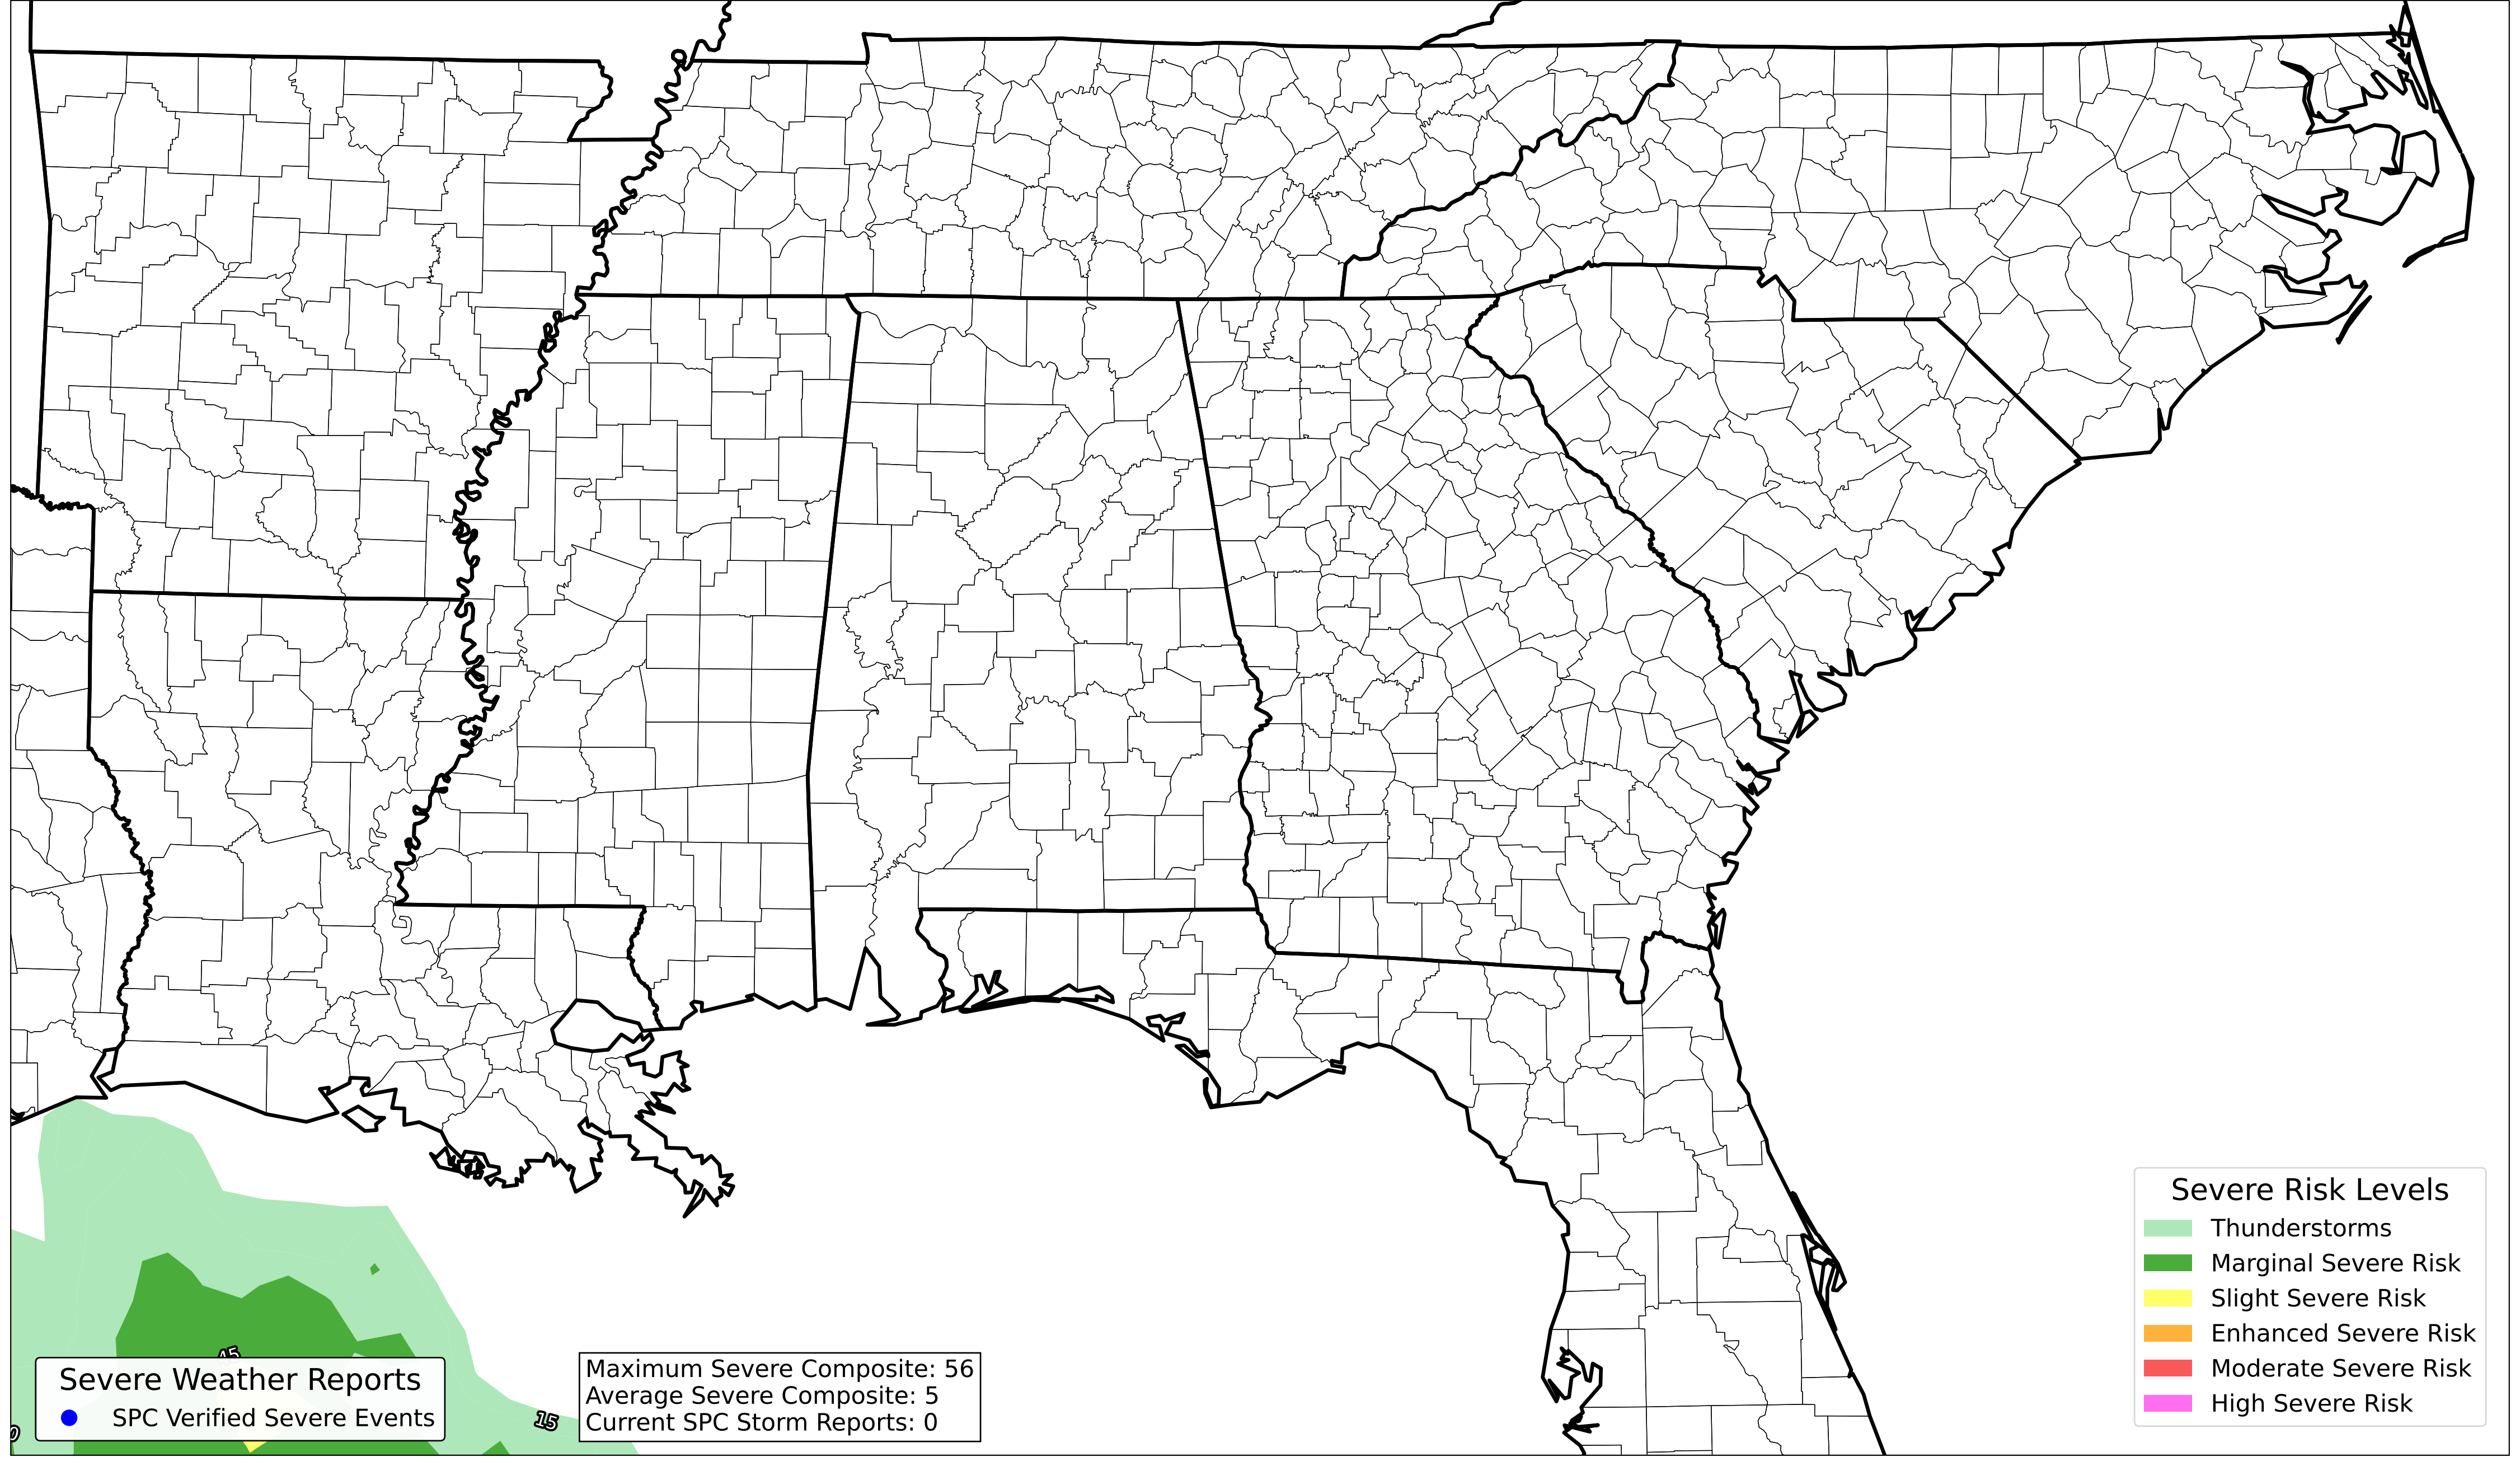 45
Severe Weather Reports
SPC Verified Severe Events
15
Maximum Severe Composite: 56
Average Severe Composite: 5
Current SPC Storm Reports: 0
Severe Risk Levels
Thunderstorms
Marginal Severe Risk
Slight Severe Risk
Enhanced Severe Risk
Moderate Severe Risk
High Severe Risk